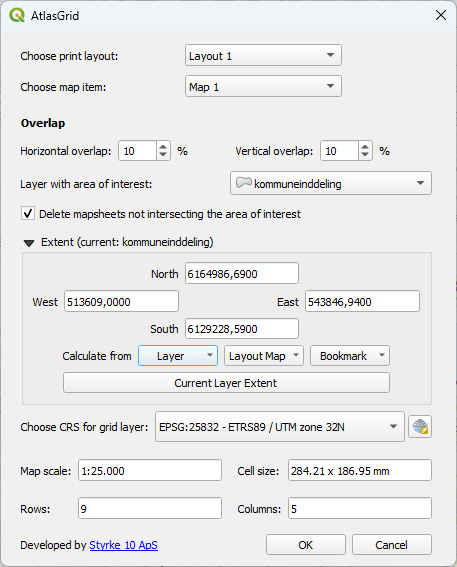 AtlasGrid
Choose print layout: Layout 1
Choose map item: Map 1
Overlap
Horizontal overlap: 10 % Vertical overlap: 10 %
Layer with area of interest: kommuneinddeling
Delete mapsheets not intersecting the area of interest
Extent (current: kommuneinddeling)
North 6164986,6900
West 513609,0000 East 543846,9400
South 6129228,5900
Calculate from Layer Layout Map Bookmark
Current Layer Extent
Choose CRS for grid layer: EPSG:25832 - ETRS89 / UTM zone 32N
Map scale: 1:25.000 Cell size: 284.21 x 186.95 mm
Rows: 9 Columns: 5
Developed by Styrke 10 ApS OK Cancel